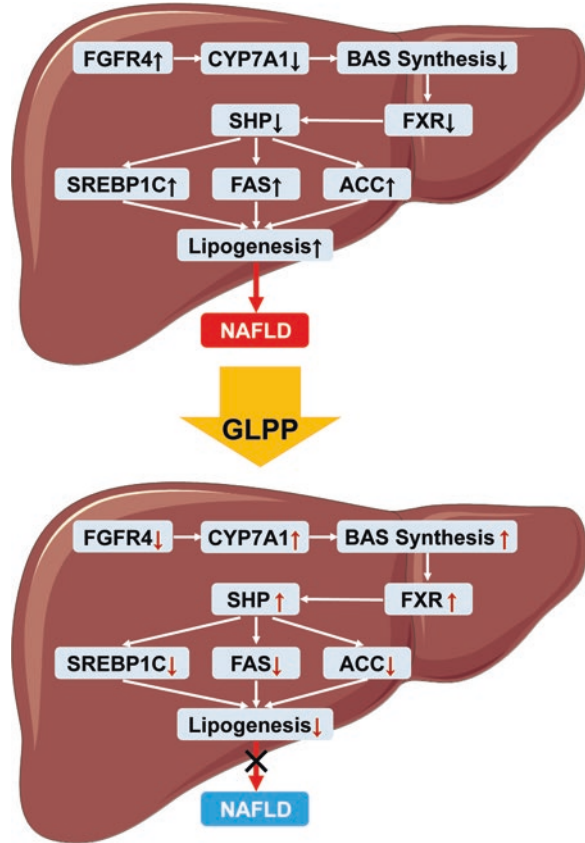 FGFR4↑ CYP7A1↓ BAS Synthesis↓
SHP↓ FXR↓
SREBP1C↑ FAS↑ ACC↑
Lipogenesis↑
NAFLD
GLPP
FGFR4↓ CYP7A1↑ BAS Synthesis ↑
SHP ↑ FXR ↑
SREBP1C↓ FAS↓ ACC↓
Lipogenesis↓
NAFLD